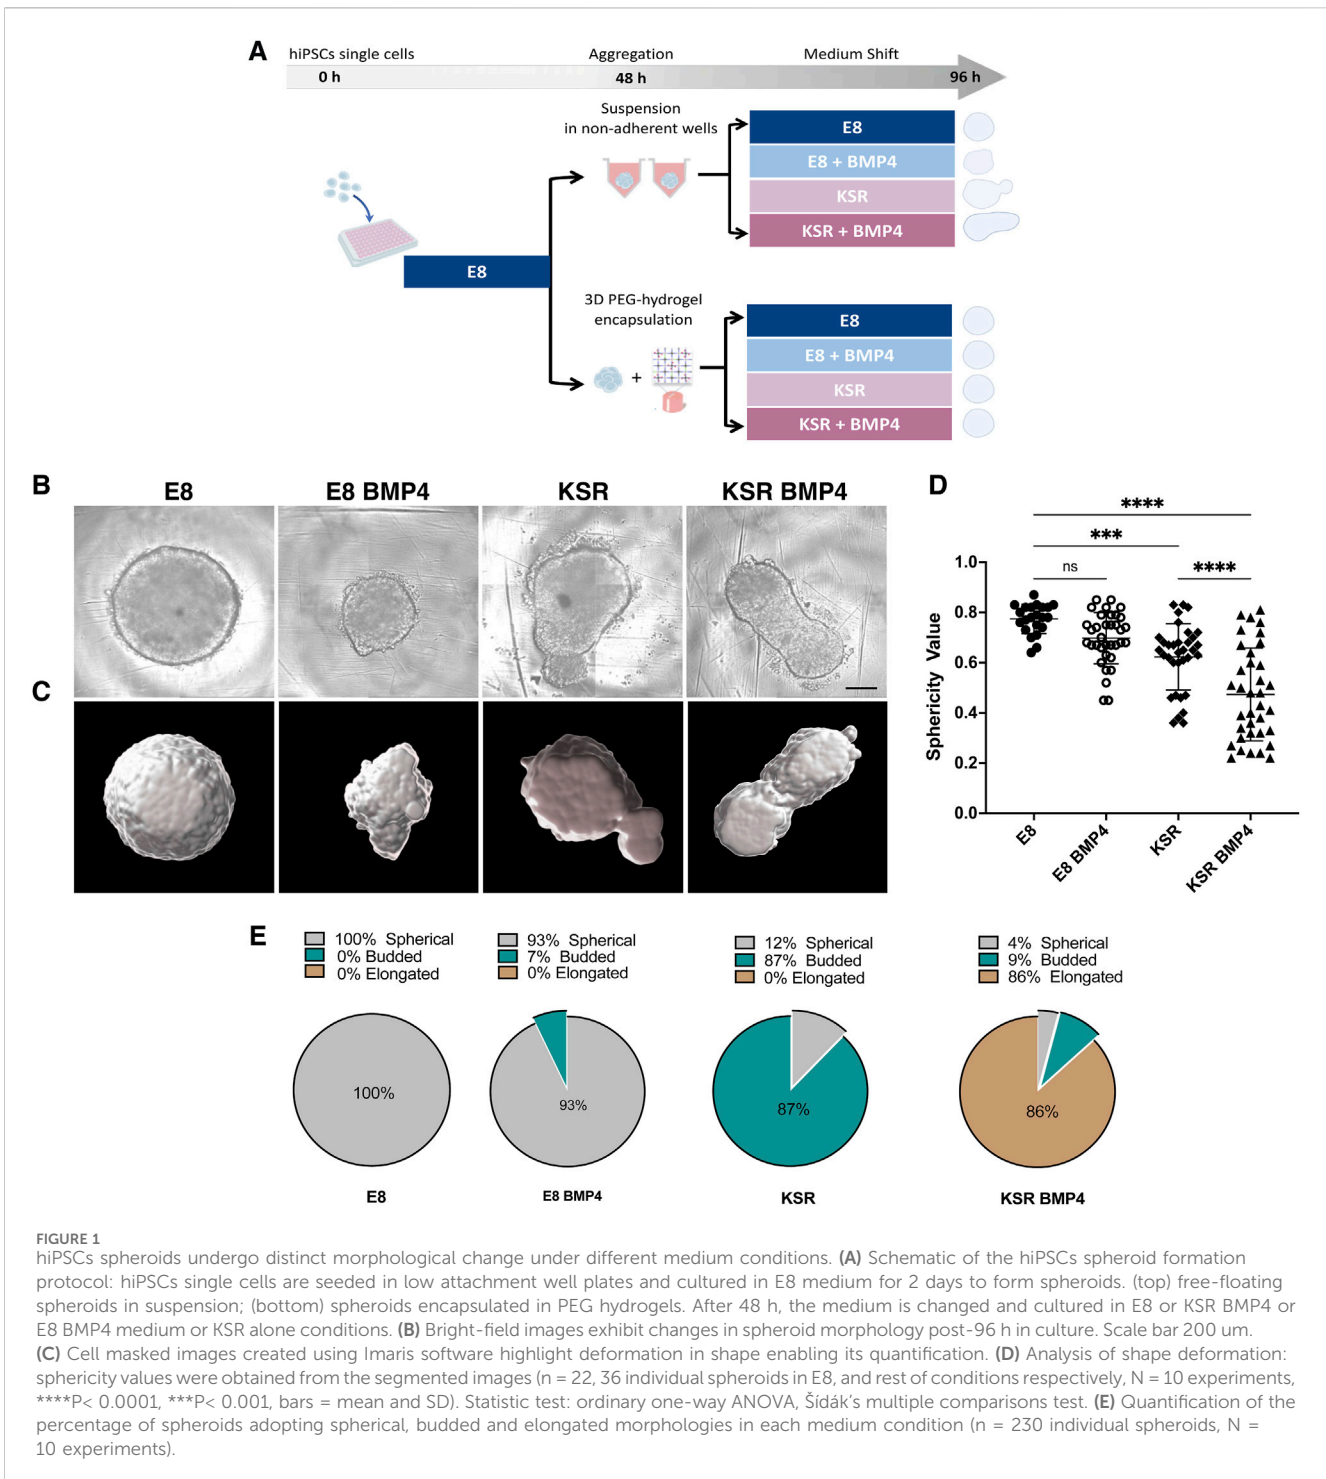 A
hiPSCs single cells
Aggregation
Medium Shift
0 h
48 h
96 h
Suspension
in non-adherent wells
E8
E8 + BMP4
KSR
KSR + BMP4
E8
3D PEG-hydrogel
encapsulation
+
E8
E8 + BMP4
KSR
KSR + BMP4
B
E8
E8 BMP4
KSR
KSR BMP4
C
D
****
***
ns
****
Sphericity Value
1.0
0.8
0.6
0.4
0.2
0.0
E8
E8 BMP4
KSR
KSR BMP4
E
100% Spherical
0% Budded
0% Elongated
93% Spherical
7% Budded
0% Elongated
12% Spherical
87% Budded
0% Elongated
4% Spherical
9% Budded
86% Elongated
100%
93%
87%
86%
E8
E8 BMP4
KSR
KSR BMP4
FIGURE 1
hiPSCs spheroids undergo distinct morphological change under different medium conditions. (A) Schematic of the hiPSCs spheroid formation
protocol: hiPSCs single cells are seeded in low attachment well plates and cultured in E8 medium for 2 days to form spheroids. (top) free-floating
spheroids in suspension; (bottom) spheroids encapsulated in PEG hydrogels. After 48 h, the medium is changed and cultured in E8 or KSR BMP4 or
E8 BMP4 medium or KSR alone conditions. (B) Bright-field images exhibit changes in spheroid morphology post-96 h in culture. Scale bar 200 um.
(C) Cell masked images created using Imaris software highlight deformation in shape enabling its quantification. (D) Analysis of shape deformation:
sphericity values were obtained from the segmented images (n = 22, 36 individual spheroids in E8, and rest of conditions respectively, N = 10 experiments,
****P< 0.0001, ***P< 0.001, bars = mean and SD). Statistic test: ordinary one-way ANOVA, Šídák's multiple comparisons test. (E) Quantification of the
percentage of spheroids adopting spherical, budded and elongated morphologies in each medium condition (n = 230 individual spheroids, N =
10 experiments).